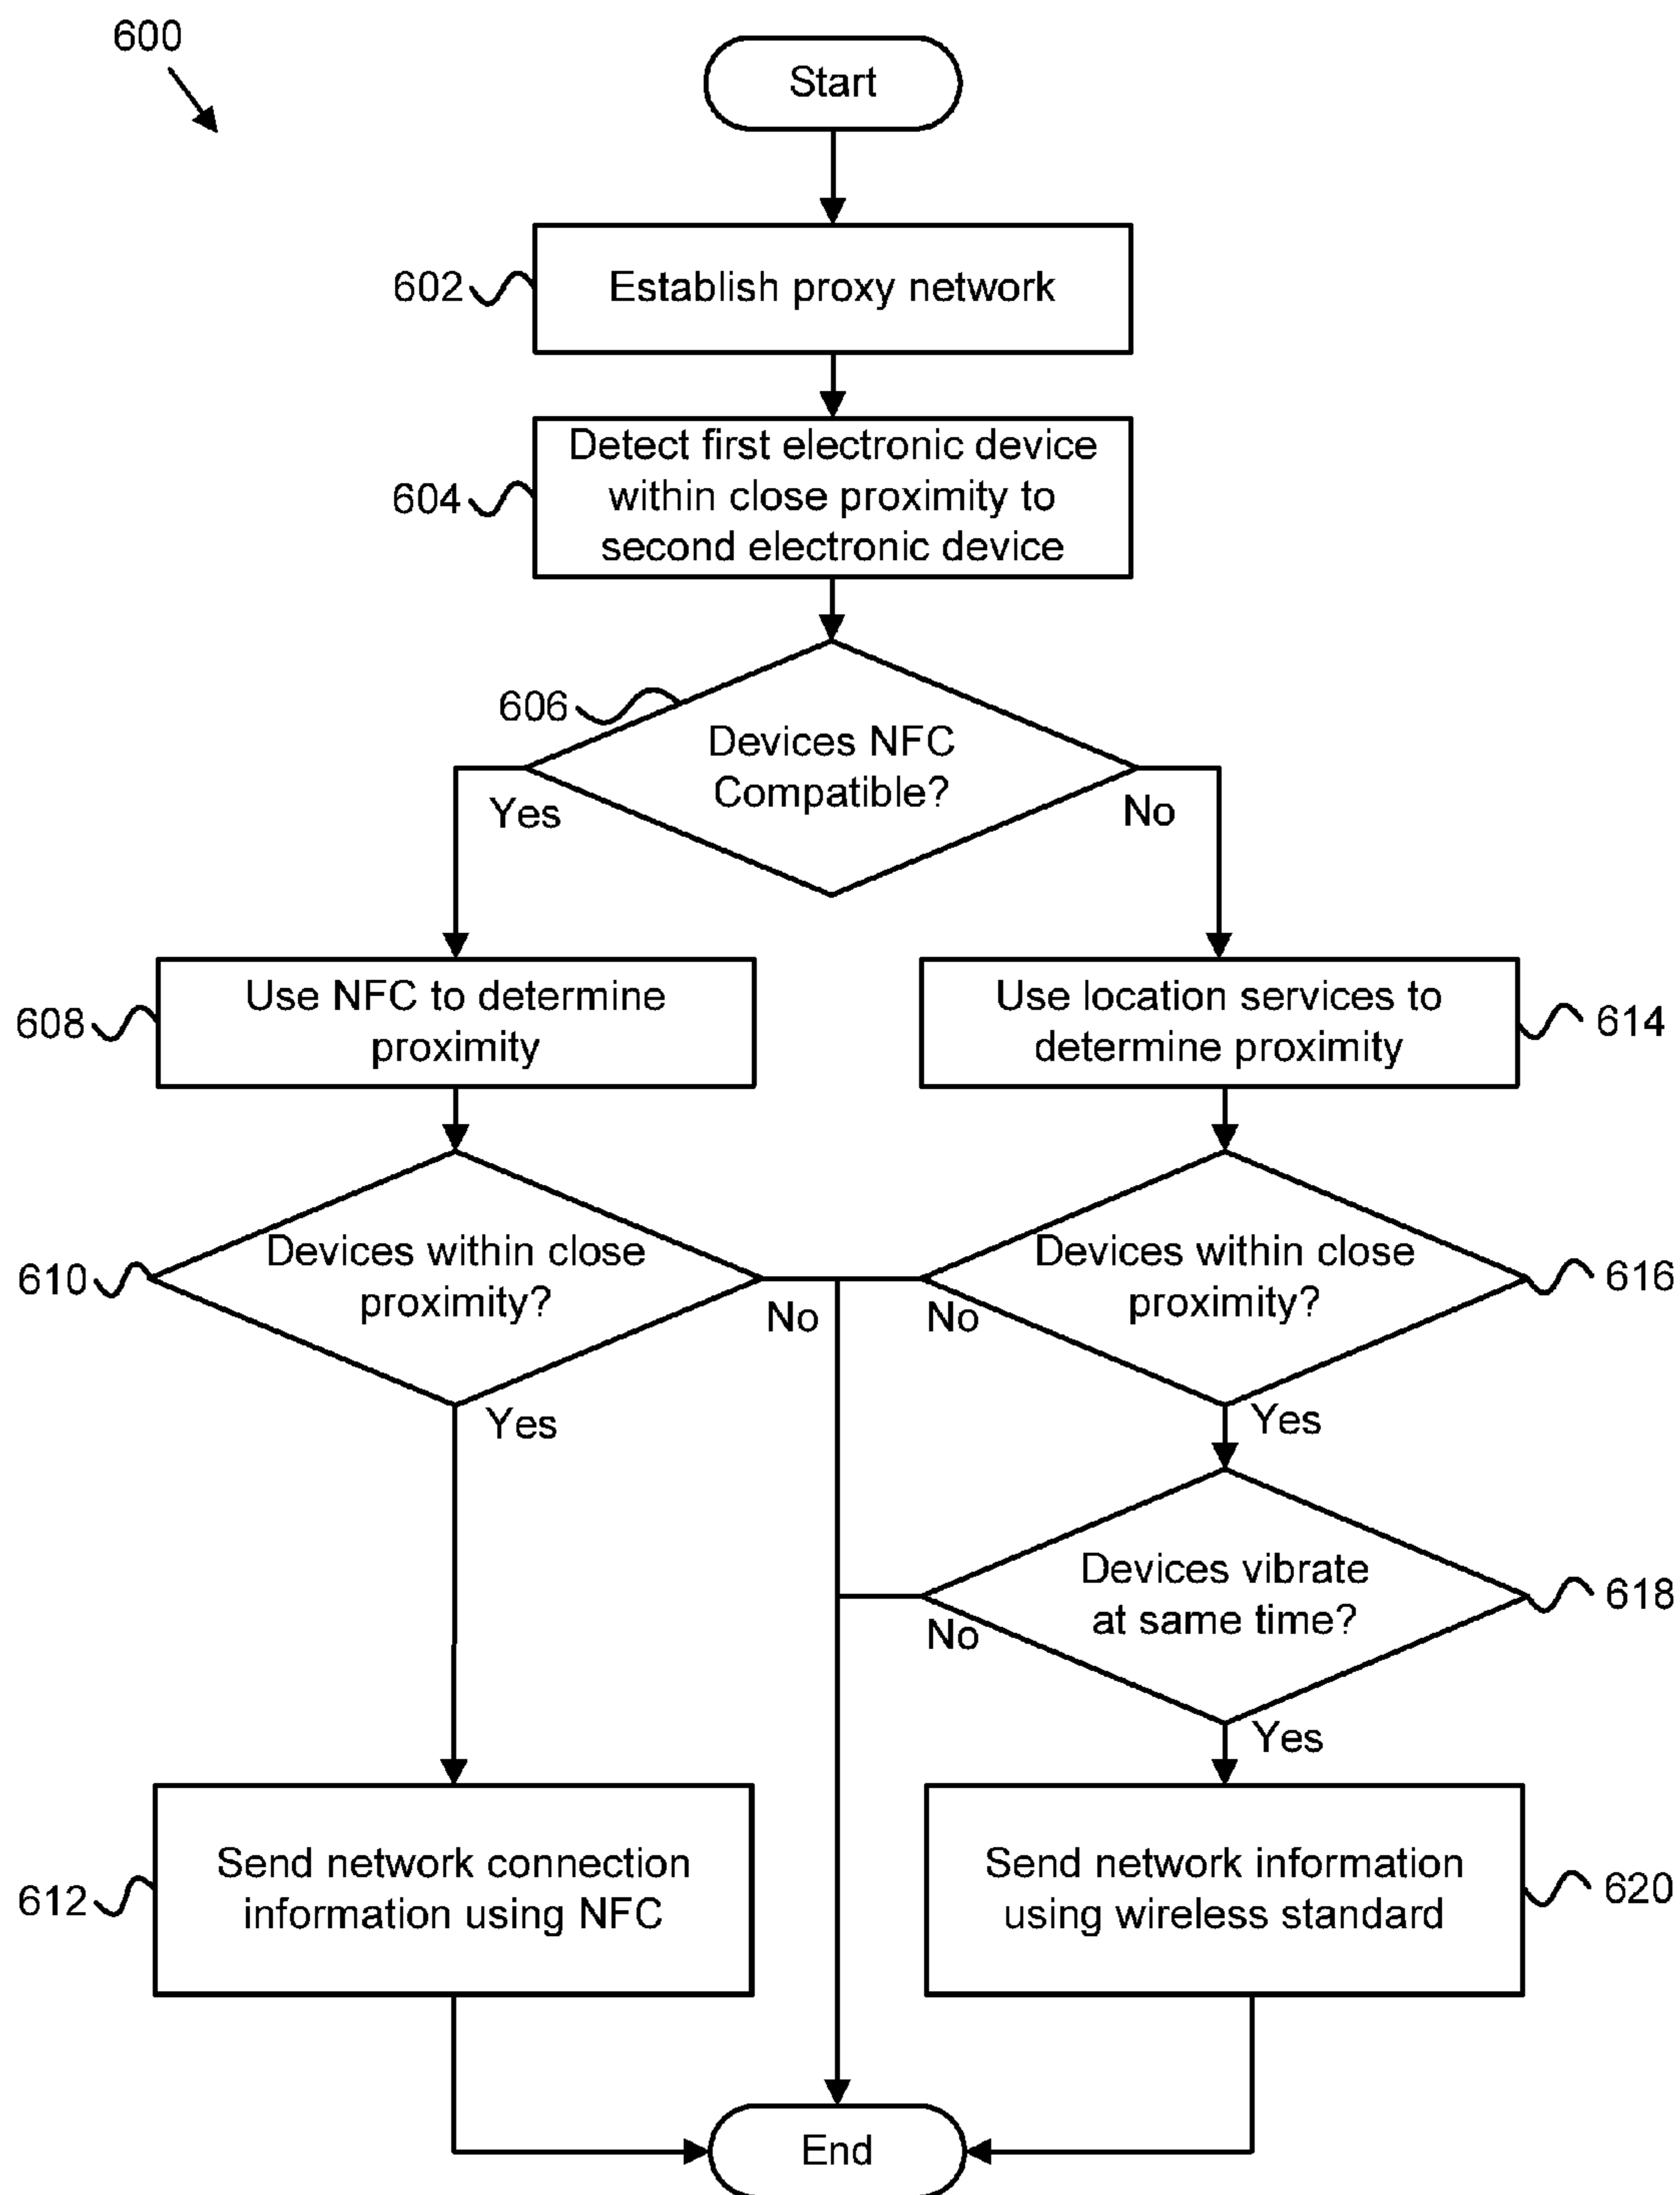 600
Start
602
Establish proxy network
604
Detect first electronic device
within close proximity to
second electronic device
606
Devices NFC
Compatible?
Yes
No
608
Use NFC to determine
proximity
Use location services to
determine proximity
614
610
Devices within close
proximity?
No
Yes
Devices within close
proximity?
616
No
Yes
Devices vibrate
at same time?
618
No
Yes
612
Send network connection
information using NFC
Send network information
using wireless standard
620
End